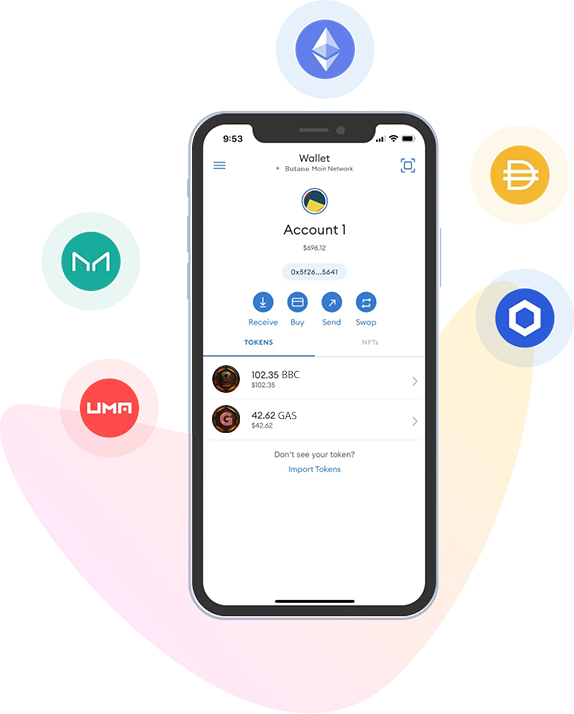 9:53
Wallet
Butane Main Network
Account 1
$696.12
0x5f26...5641
Receive Buy Send Swap
TOKENS NFTs
102.35 BBC
$102.35
G
42.62 GAS
$42.62
Don't see your token?
Import Tokens
UMA